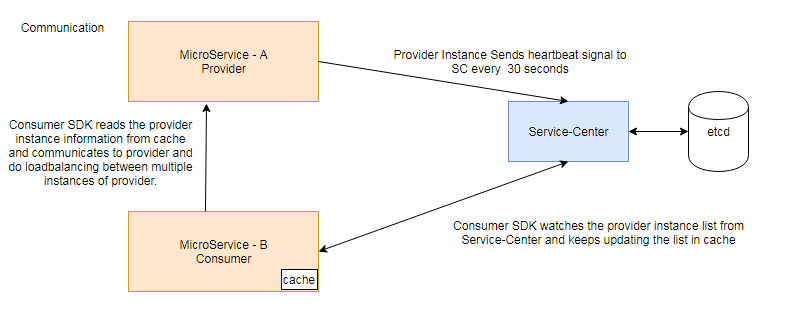 Communication
MicroService - A
Provider
Provider Instance Sends heartbeat signal to
SC every  30 seconds
Consumer SDK reads the provider
instance information from cache
and communicates to provider and
do loadbalancing between multiple
instances of provider.
Service-Center
etcd
MicroService - B
Consumer
cache
Consumer SDK watches the provider instance list from
Service-Center and keeps updating the list in cache